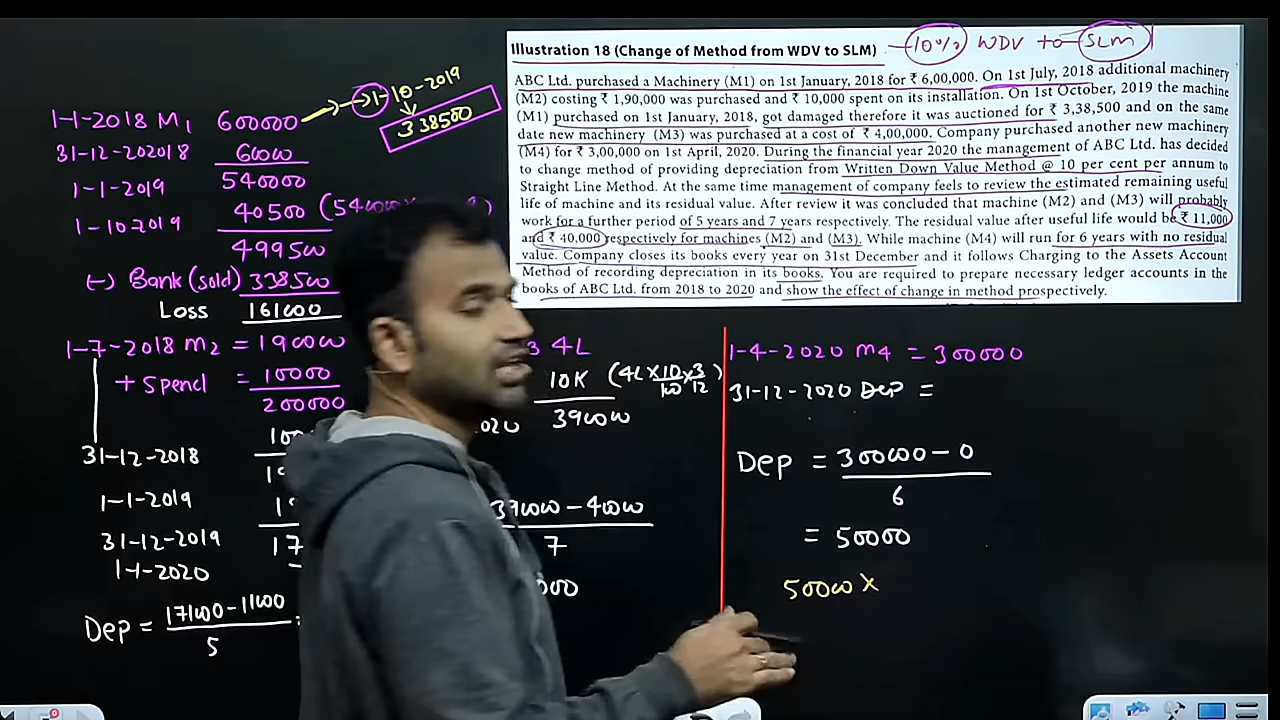 Illustration 18 (Change of Method from WDV to SLM) - 10% WDV to SLM
ABC Ltd. purchased a Machinery (M1) on 1st January, 2018 for ₹ 6,00,000. On 1st July, 2018 additional machinery
(M2) costing ₹ 1,90,000 was purchased and ₹ 10,000 spent on its installation. On 1st October, 2019 the machine
(M1) purchased on 1st January, 2018, got damaged therefore it was auctioned for ₹ 3,38,500 and on the same
date new machinery (M3) was purchased at a cost of ₹ 4,00,000. Company purchased another new machinery
(M4) for ₹ 3,00,000 on 1st April, 2020. During the financial year 2020 the management of ABC Ltd. has decided
to change method of providing depreciation from Written Down Value Method @ 10 per cent per annum to
Straight Line Method. At the same time management of company feels to review the estimated remaining useful
life of machine and its residual value. After review it was concluded that machine (M2) and (M3) will probably
work for a further period of 5 years and 7 years respectively. The residual value after useful life would be ₹ 11,000
and ₹ 40,000 respectively for machines (M2) and (M3). While machine (M4) will run for 6 years with no residual
value. Company closes its books every year on 31st December and it follows Charging to the Assets Account
Method of recording depreciation in its books. You are required to prepare necessary ledger accounts in the
books of ABC Ltd. from 2018 to 2020 and show the effect of change in method prospectively.
1-10-2019
338500
1-1-2018 M1 600000
31-12-202018 60000
1-1-2019 540000
1-10-2019 40500 (540000
499500
(-) Bank (sold) 338500
Loss 161000
1-7-2018 M2 = 190000
+ Spend = 10000
200000
31-12-2018
1-1-2019
31-12-2019 17
1-1-2020
Dep = 171000-11000 =
5
3 4L
10K (4L × 10/100 × 3/12)
020 390000
390000 - 40000
7
000
1-4-2020 M4 = 300000
31-12-2020 Dep =
Dep = 300000 - 0
6
= 50000
50000 ×